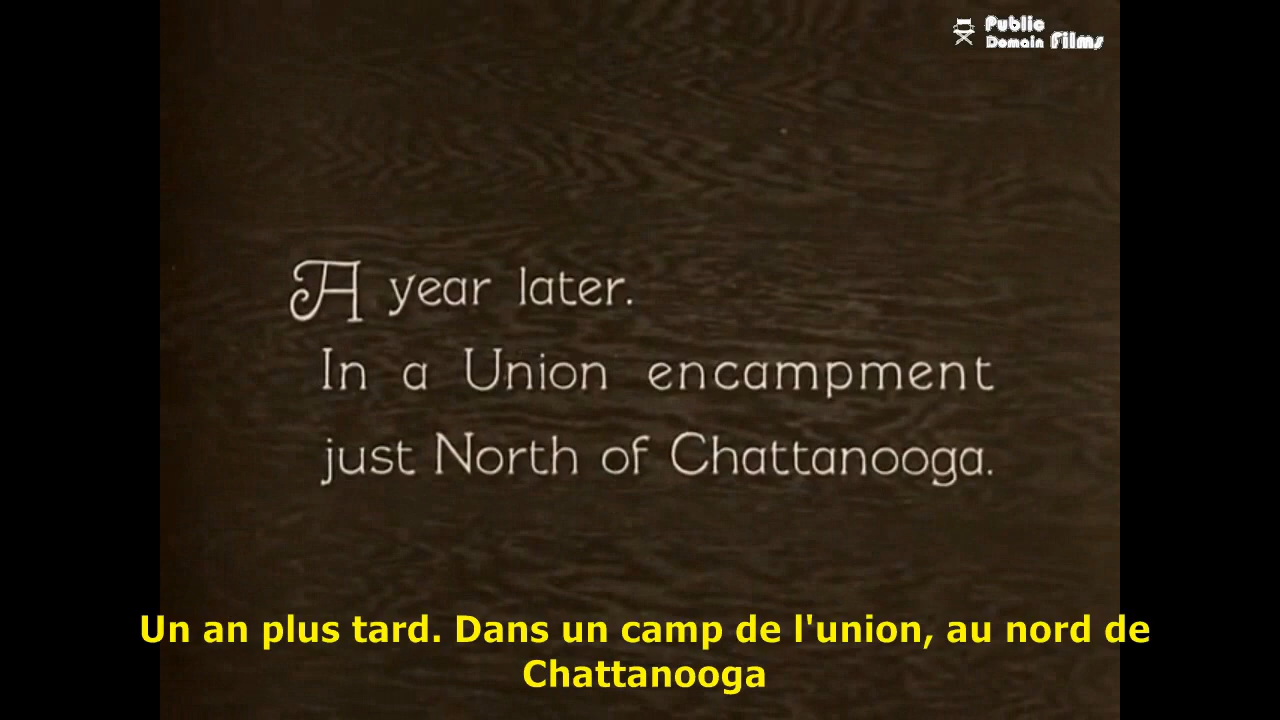 Public
Domain Films
A year later.
In a Union encampment
just North of Chattanooga.
Un an plus tard. Dans un camp de l'union, au nord de
Chattanooga